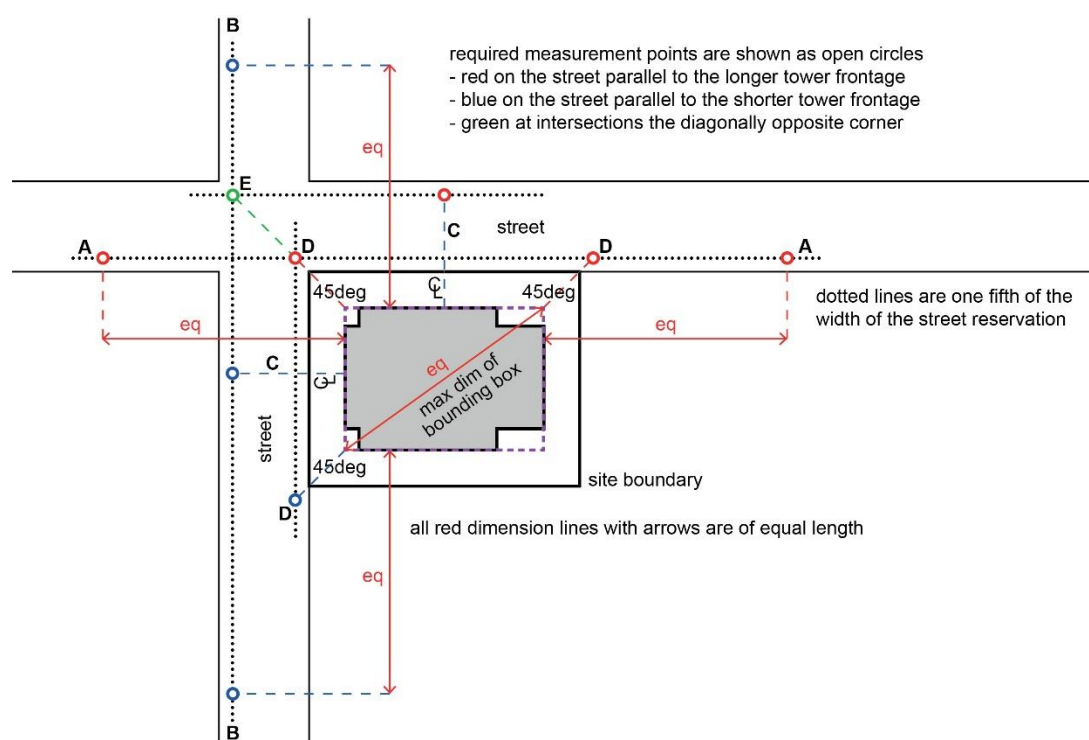 B
required measurement points are shown as open circles
- red on the street parallel to the longer tower frontage
- blue on the street parallel to the shorter tower frontage
- green at intersections the diagonally opposite corner
eq
E
C
street
A
D
D
A
45deg
CL
45deg
dotted lines are one fifth of the
width of the street reservation
eq
eq
C
CL
eq
max dim of
bounding box
street
45deg
site boundary
D
all red dimension lines with arrows are of equal length
eq
B